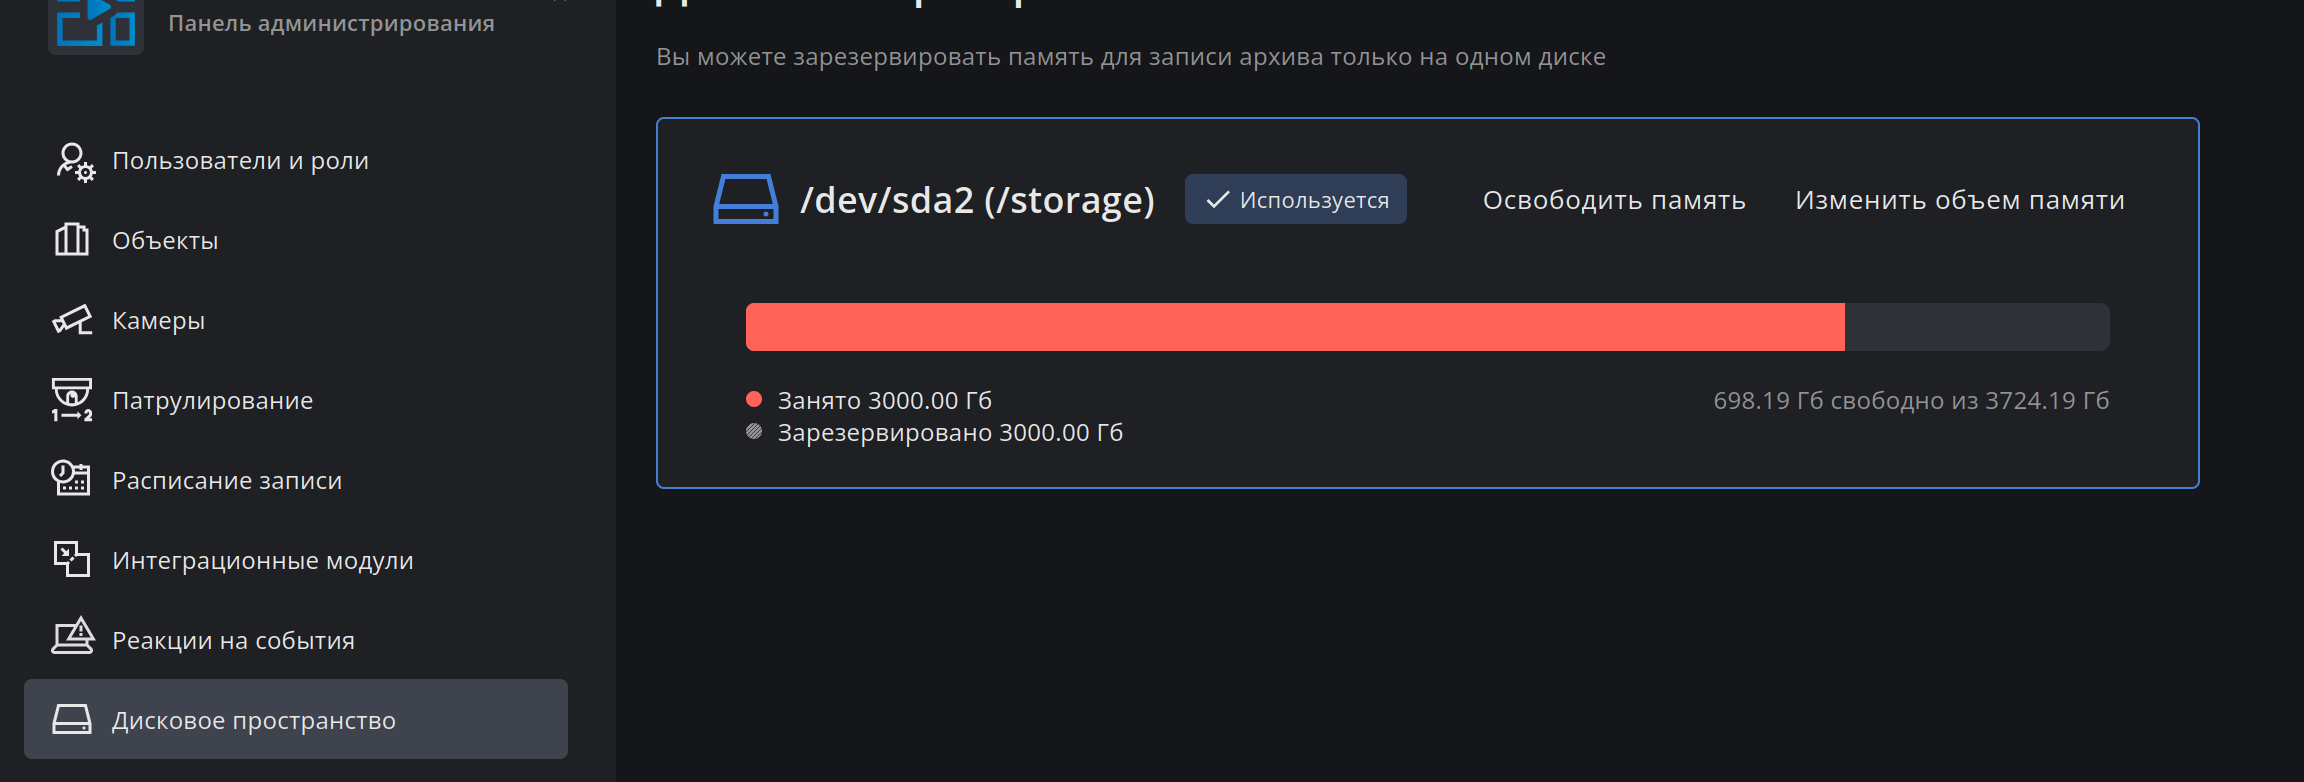 Панель администрирования
Вы можете зарезервировать память для записи архива только на одном диске
Пользователи и роли
Объекты
Камеры
Патрулирование
1→2
Расписание записи
Интеграционные модули
Реакции на события
Дисковое пространство
/dev/sda2 (/storage)
Используется
Освободить память
Изменить объем памяти
Занято 3000.00 Гб
698.19 Гб свободно из 3724.19 Гб
Зарезервировано 3000.00 Гб